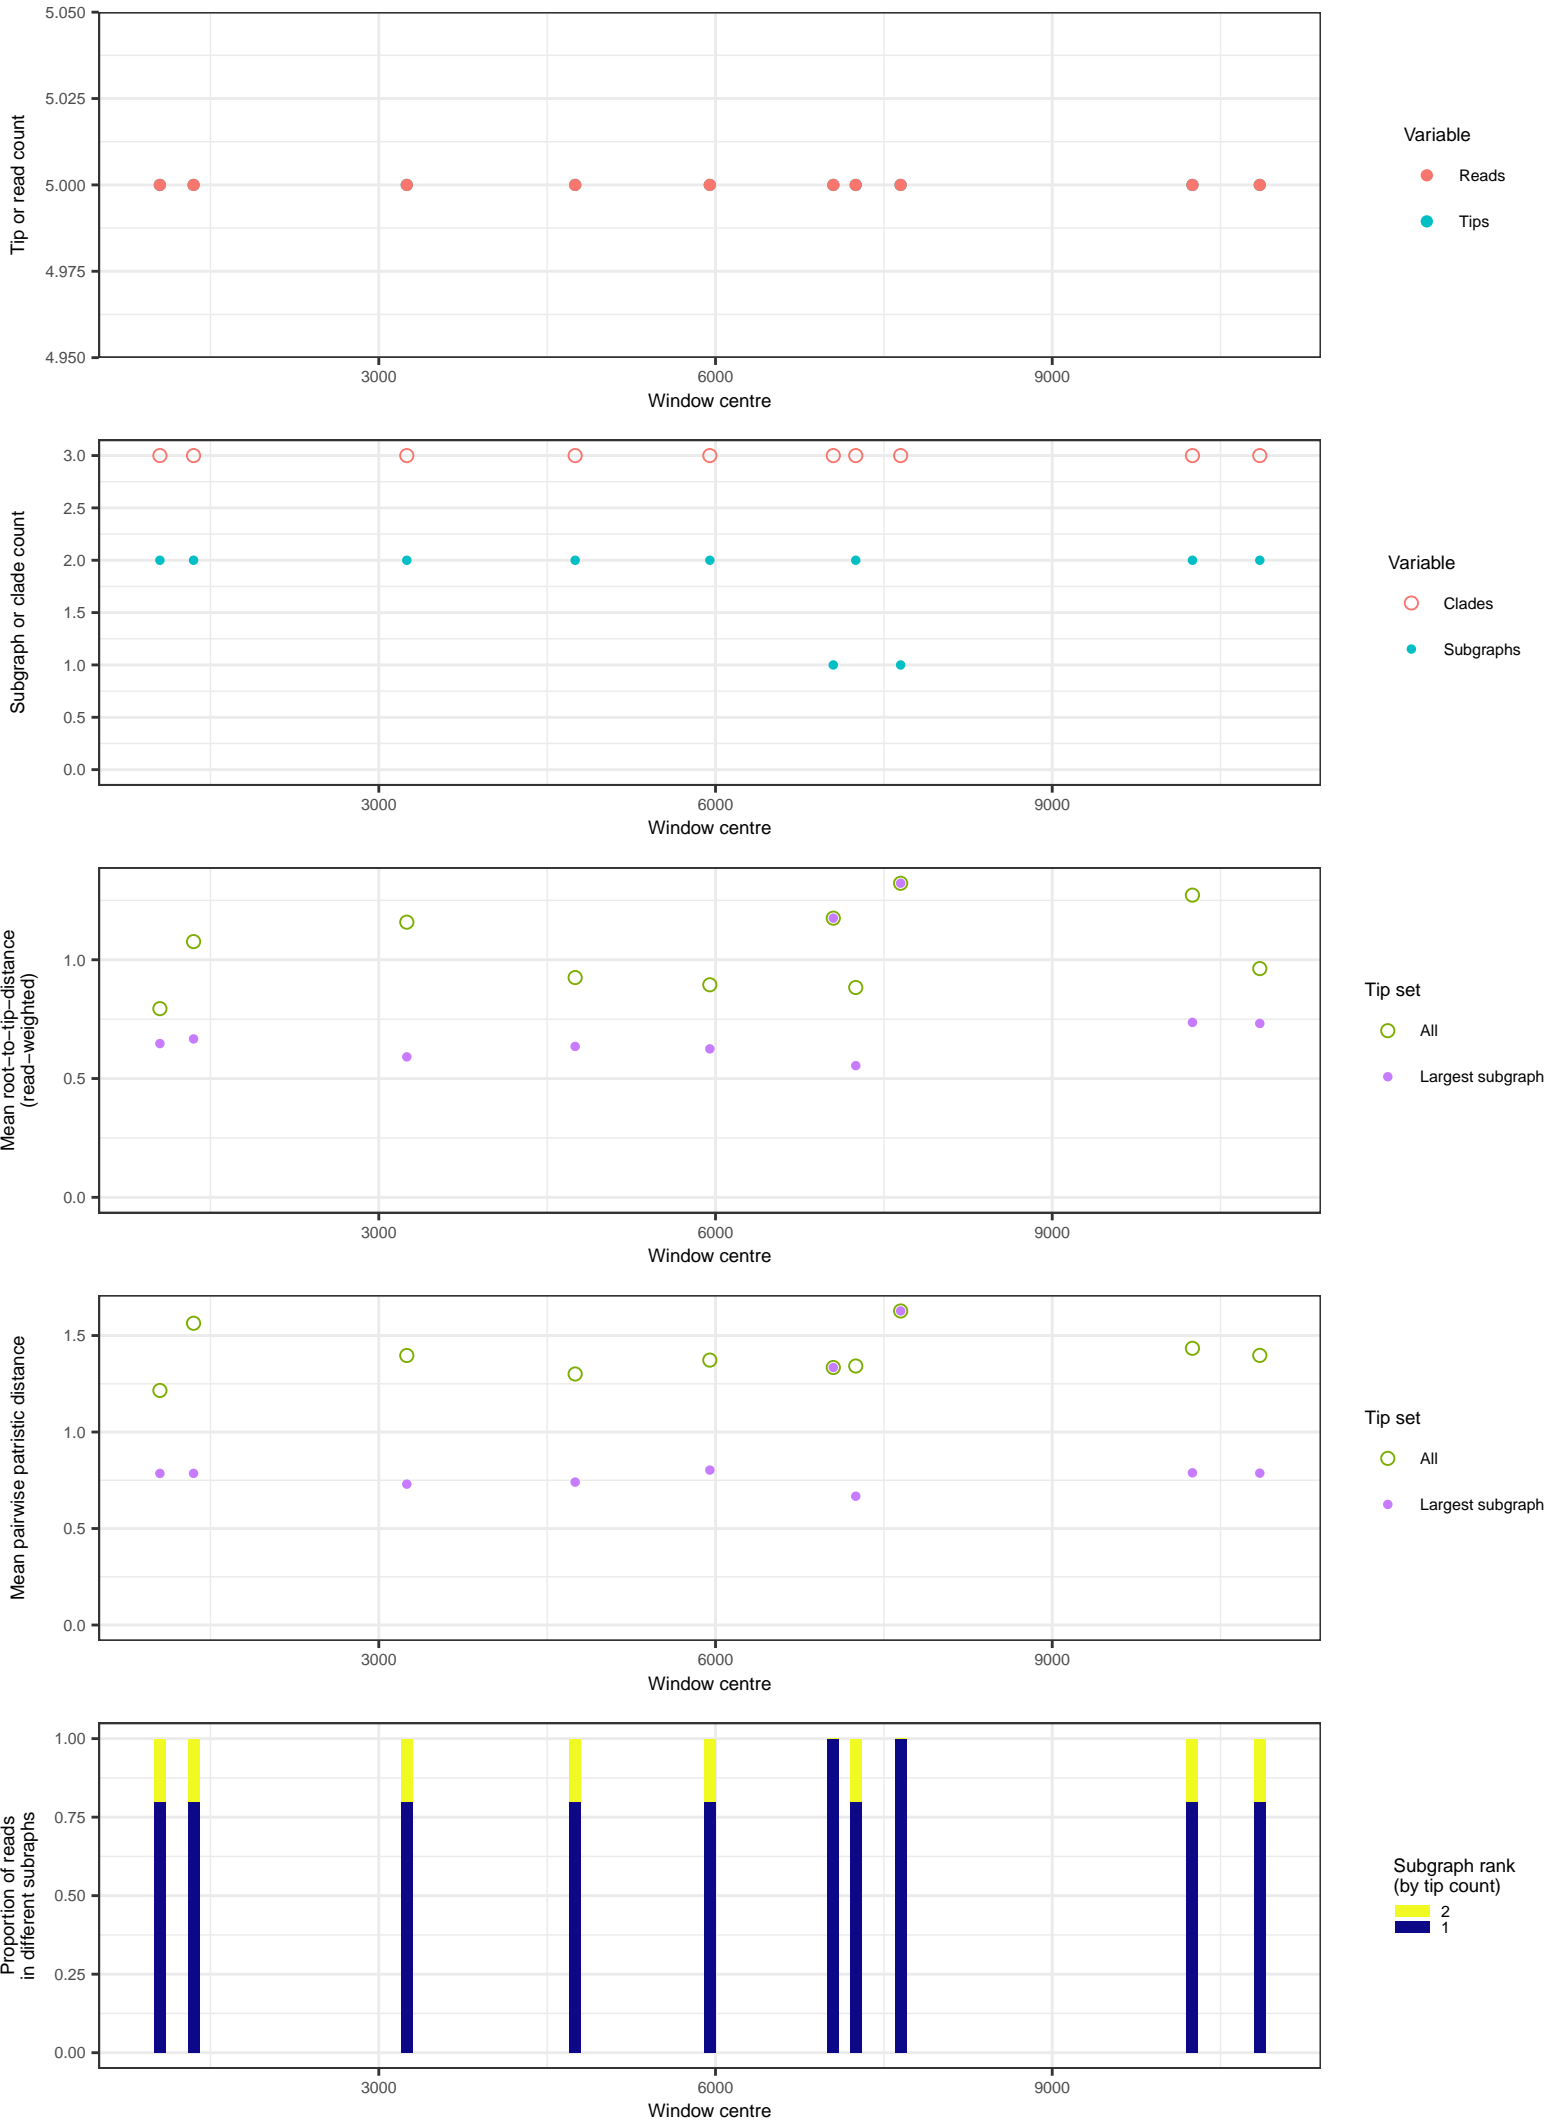 5.050
5.025
5.000
4.975
4.950
Tip or read count
3000
6000
9000
Window centre
Variable
Reads
Tips
3.0
2.5
2.0
1.5
1.0
0.5
0.0
Subgraph or clade count
3000
6000
9000
Window centre
Variable
Clades
Subgraphs
1.0
0.5
0.0
Mean root−to−tip−distance
(read−weighted)
3000
6000
9000
Window centre
Tip set
All
Largest subgraph
1.5
1.0
0.5
0.0
Mean pairwise patristic distance
3000
6000
9000
Window centre
Tip set
All
Largest subgraph
1.00
0.75
0.50
0.25
0.00
Proportion of reads
in different subraphs
3000
6000
9000
Window centre
Subgraph rank
(by tip count)
2
1